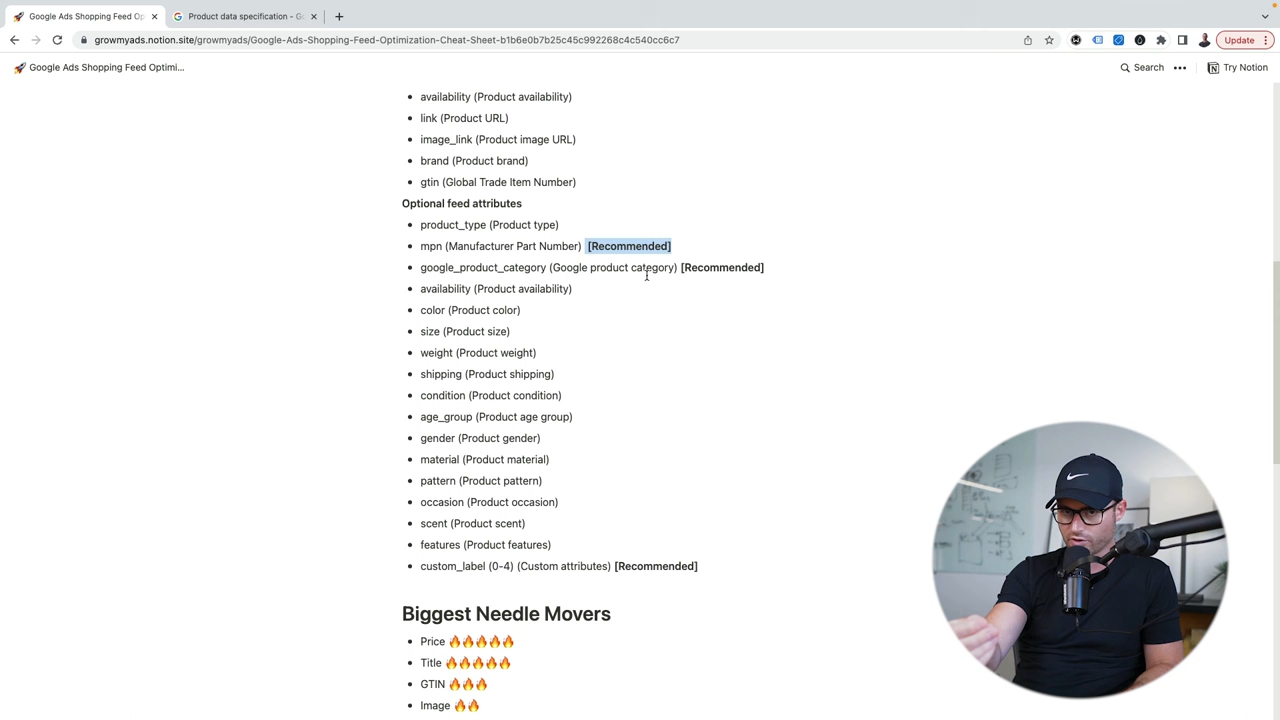 Google Ads Shopping Feed Op
Product data specification - Go
growmyads.notion.site/growmyads/Google-Ads-Shopping-Feed-Optimization-Cheat-Sheet-b1b6e0b7b25c45c992268c4c540cc6c7
Update
🚀 Google Ads Shopping Feed Optimi...
Search
Try Notion
• availability (Product availability)
• link (Product URL)
• image_link (Product image URL)
• brand (Product brand)
• gtin (Global Trade Item Number)
Optional feed attributes
• product_type (Product type)
• mpn (Manufacturer Part Number) [Recommended]
• google_product_category (Google product category) [Recommended]
• availability (Product availability)
• color (Product color)
• size (Product size)
• weight (Product weight)
• shipping (Product shipping)
• condition (Product condition)
• age_group (Product age group)
• gender (Product gender)
• material (Product material)
• pattern (Product pattern)
• occasion (Product occasion)
• scent (Product scent)
• features (Product features)
• custom_label (0-4) (Custom attributes) [Recommended]
Biggest Needle Movers
• Price 🔥🔥🔥🔥🔥
• Title 🔥🔥🔥🔥🔥
• GTIN 🔥🔥🔥
• Image 🔥🔥